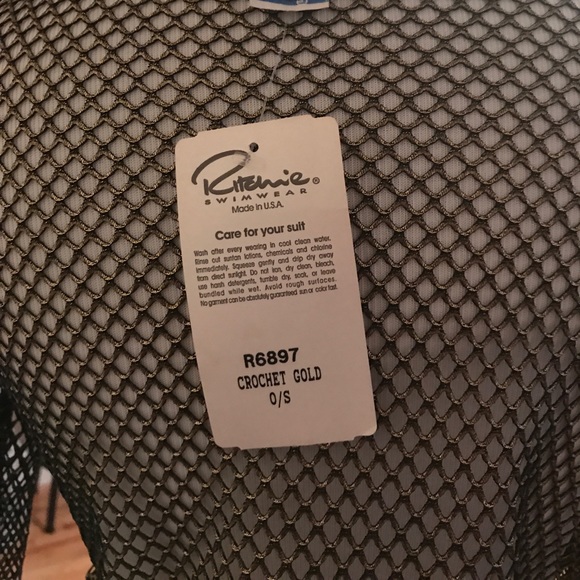 Ritchie®
SWIMWEAR
Made in U.S.A.
Care for your suit
Wash after every wearing in cool clean water.
Rinse out suntan lotions, chemicals and chlorine
immediately. Squeeze gently and drip dry away
from direct sunlight. Do not iron, dry clean, bleach,
use harsh detergents, tumble dry, soak, or leave
bundled while wet. Avoid rough surfaces.
No garment can be absolutely guaranteed sun or color fast.
R6897
CROCHET GOLD
O/S